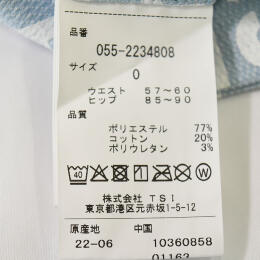 品番
055-2234808
サイズ
0
ウエスト 57~60
ヒップ 85~90
品質
ポリエステル 77%
コットン 20%
ポリウレタン 3%
40
株式会社 TSI
東京都港区元赤坂1-5-12
原産地 中国
22-06 10360858
01163